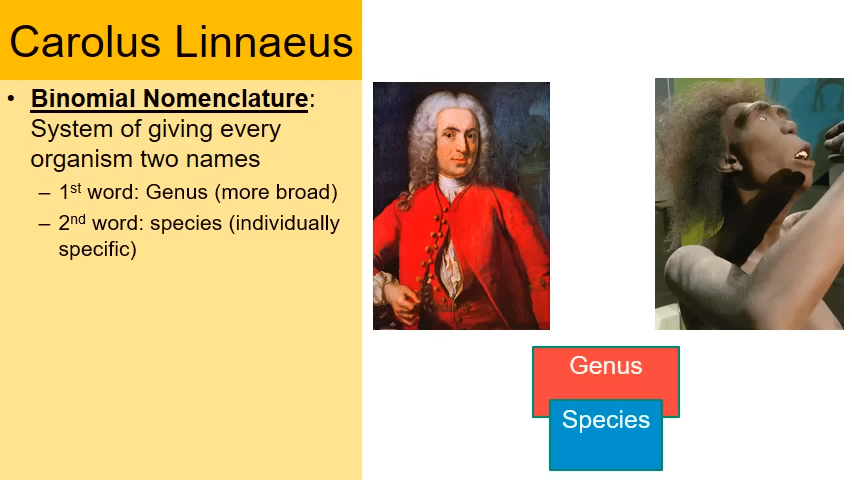 Carolus Linnaeus
• Binomial Nomenclature:
System of giving every
organism two names
– 1st word: Genus (more broad)
– 2nd word: species (individually
specific)
Genus
Species